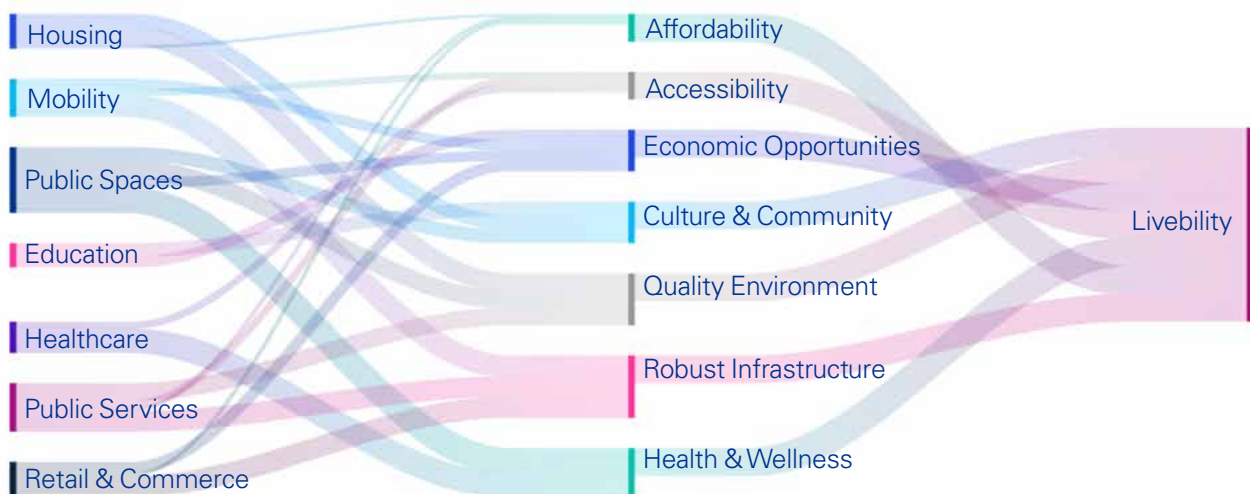 Housing
Mobility
Public Spaces
Education
Healthcare
Public Services
Retail & Commerce
Affordability
Accessibility
Economic Opportunities
Culture & Community
Quality Environment
Robust Infrastructure
Health & Wellness
Livebility